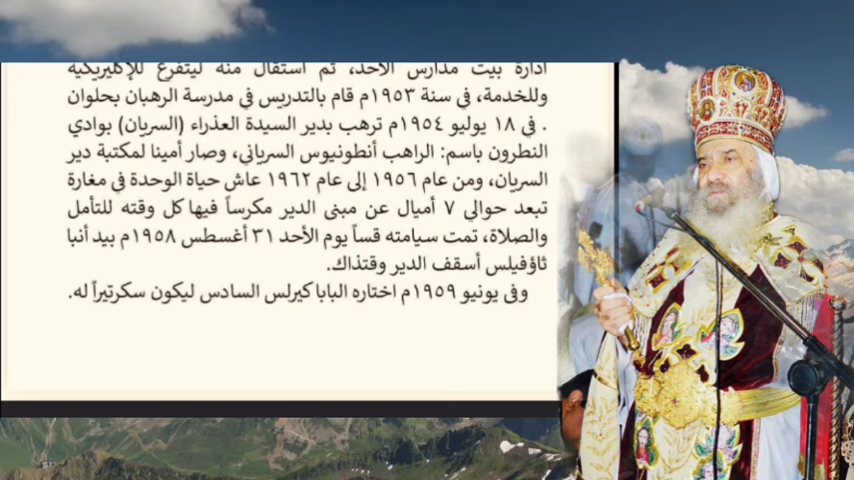 ادارة بيت مدارس الاحد، ثم استقال منه ليتفرغ للإكليريكية
وللخدمة، في سنة ١٩٥٣م قام بالتدريس في مدرسة الرهبان بحلوان
. في ١٨ يوليو ١٩٥٤م ترهب بدير السيدة العذراء (السريان) بوادي
النطرون باسم: الراهب أنطونيوس السرياني، وصار أمينا لمكتبة دير
السريان، ومن عام ١٩٥٦ إلى عام ١٩٦٢ عاش حياة الوحدة في مغارة
تبعد حوالي ٧ أميال عن مبنى الدير مكرساً فيها كل وقته للتأمل
والصلاة، تمت سيامته قساً يوم الأحد ٣١ أغسطس ١٩٥٨م بيد أنبا
ثاؤفيلس أسقف الدير وقتذاك.
وفى يونيو ١٩٥٩م اختاره البابا كيرلس السادس ليكون سكرتيراً له.